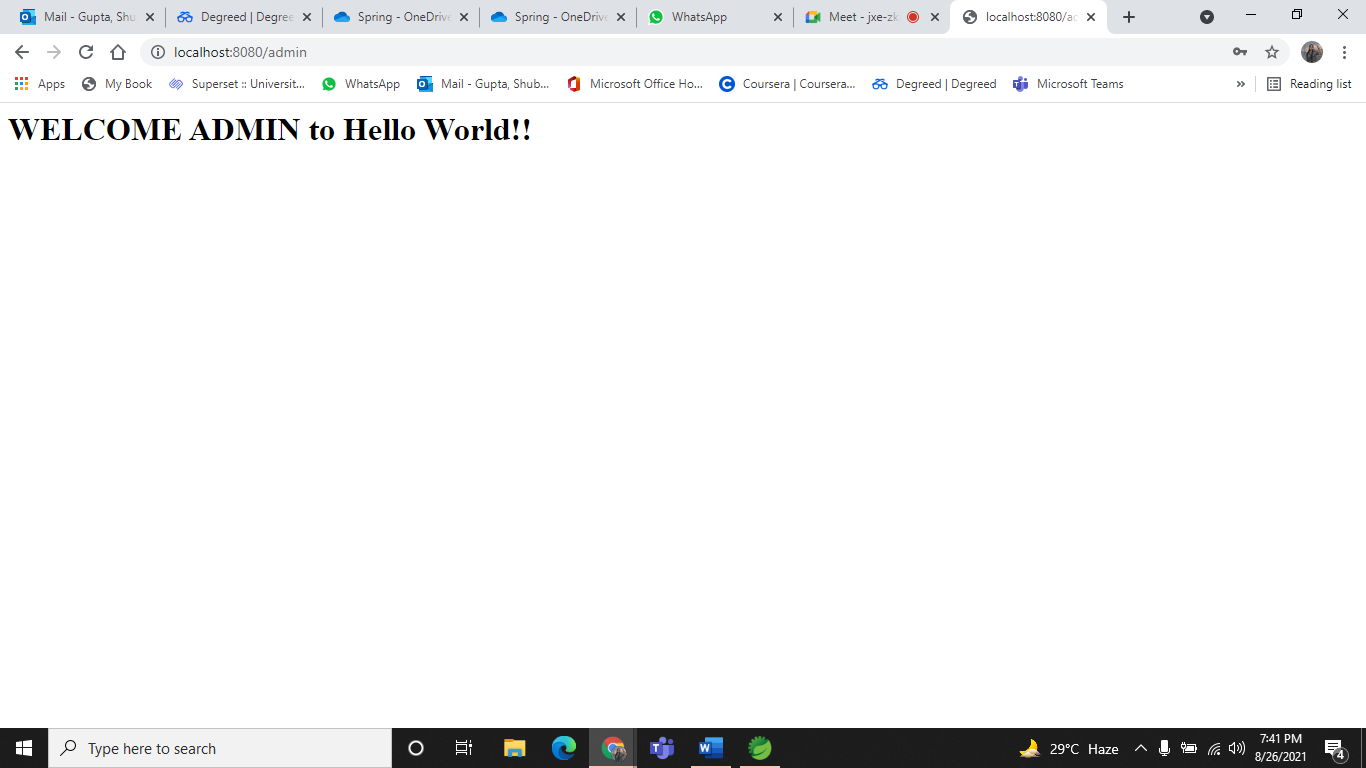 Mail - Gupta, Shu
Degreed | Degree
Spring - OneDrive
Spring - OneDrive
WhatsApp
Meet - jxe-zk
localhost:8080/ac
localhost:8080/admin
Apps
My Book
Superset :: Universit...
WhatsApp
Mail - Gupta, Shub...
Microsoft Office Ho...
Coursera | Coursera...
Degreed | Degreed
Microsoft Teams
»
Reading list
WELCOME ADMIN to Hello World!!
Type here to search
29°C Haze
7:41 PM
8/26/2021
4